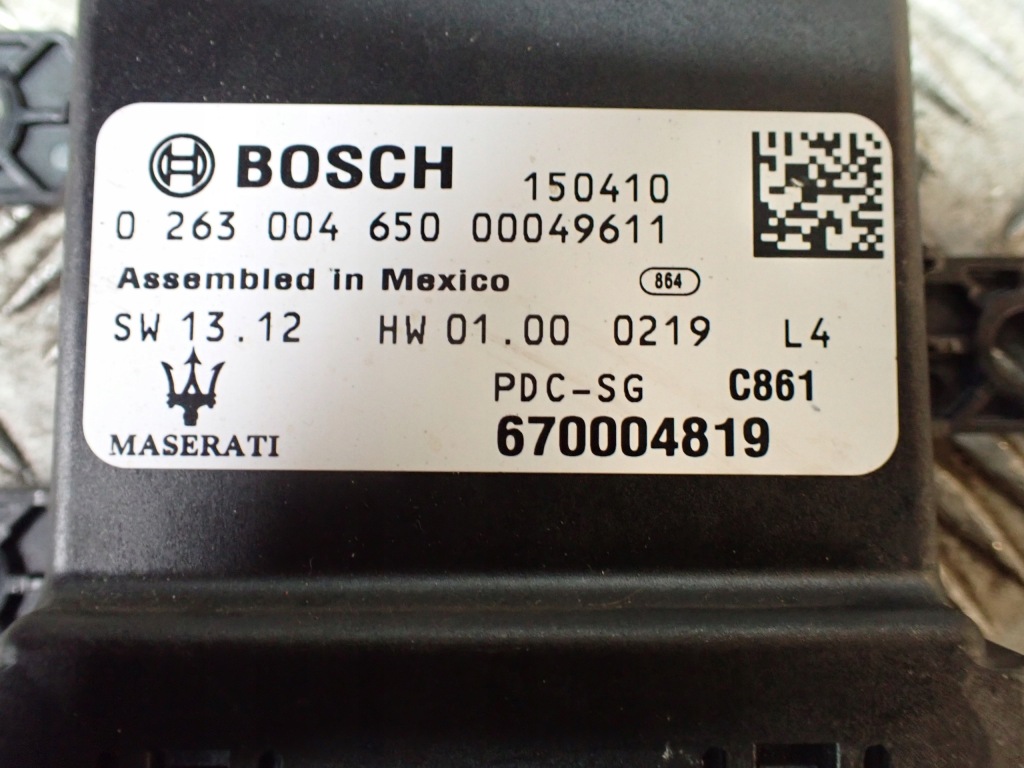 BOSCH 150410
0 263 004 650 00049611
Assembled in Mexico 864
SW 13.12 HW 01.00 0219 L4
PDC-SG C861
MASERATI 670004819